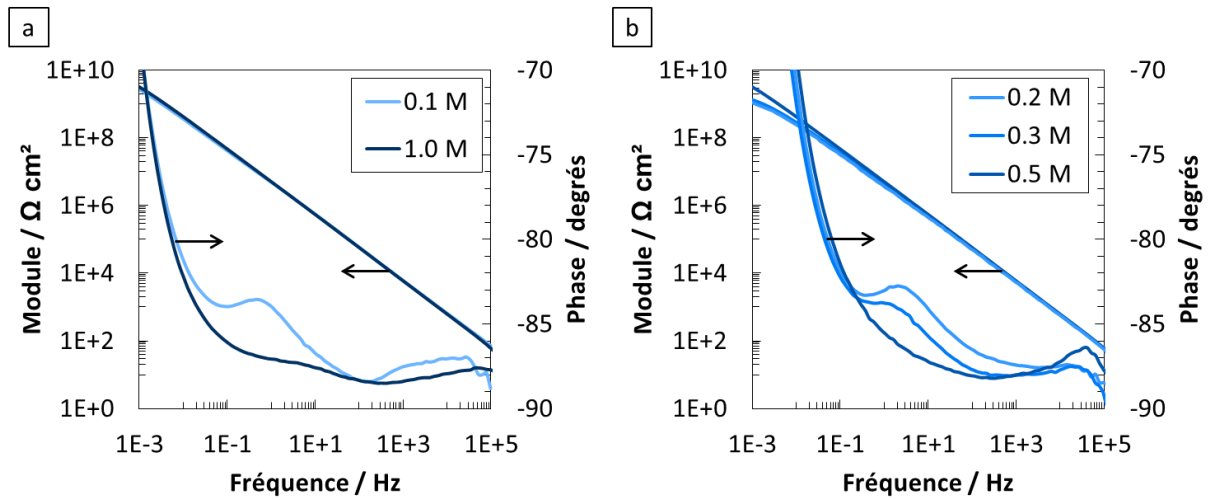 a
Module / Ω cm²
1E+10
1E+8
1E+6
1E+4
1E+2
1E+0
0.1 M
1.0 M
-70
-75
-80
-85
-90
Phase / degrés
1E-3
1E-1
1E+1
1E+3
1E+5
Fréquence / Hz
b
Module / Ω cm²
1E+10
1E+8
1E+6
1E+4
1E+2
1E+0
0.2 M
0.3 M
0.5 M
-70
-75
-80
-85
-90
Phase / degrés
1E-3
1E-1
1E+1
1E+3
1E+5
Fréquence / Hz